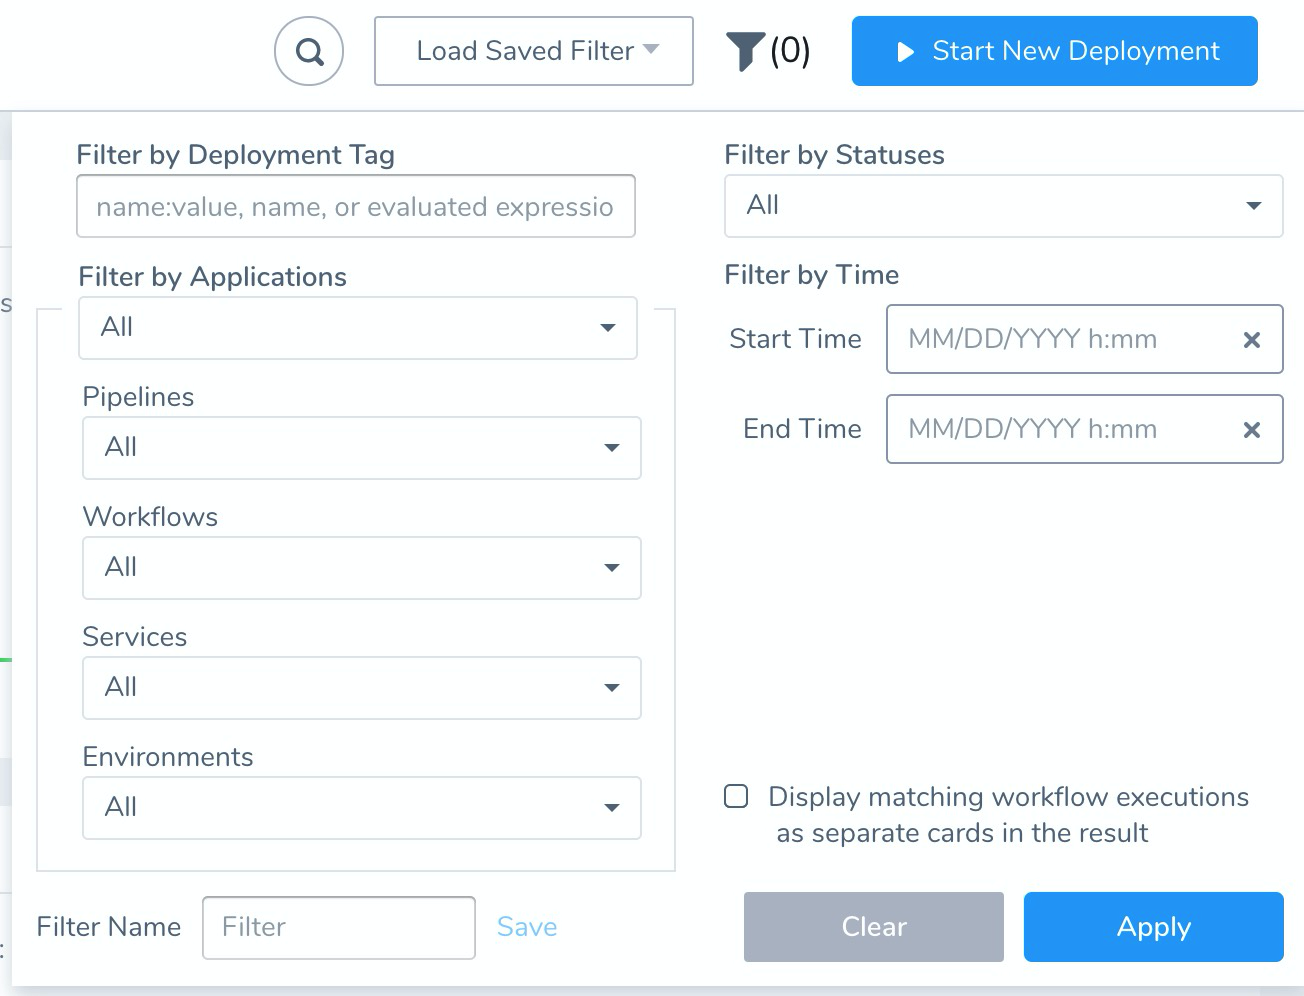 Load Saved Filter
(0)
Start New Deployment
Filter by Deployment Tag
name:value, name, or evaluated expressio
Filter by Applications
All
Pipelines
All
Workflows
All
Services
All
Environments
All
Filter Name
Filter
Save
Filter by Statuses
All
Filter by Time
Start Time
MM/DD/YYYY h:mm
End Time
MM/DD/YYYY h:mm
Display matching workflow executions
as separate cards in the result
Clear
Apply
s
: